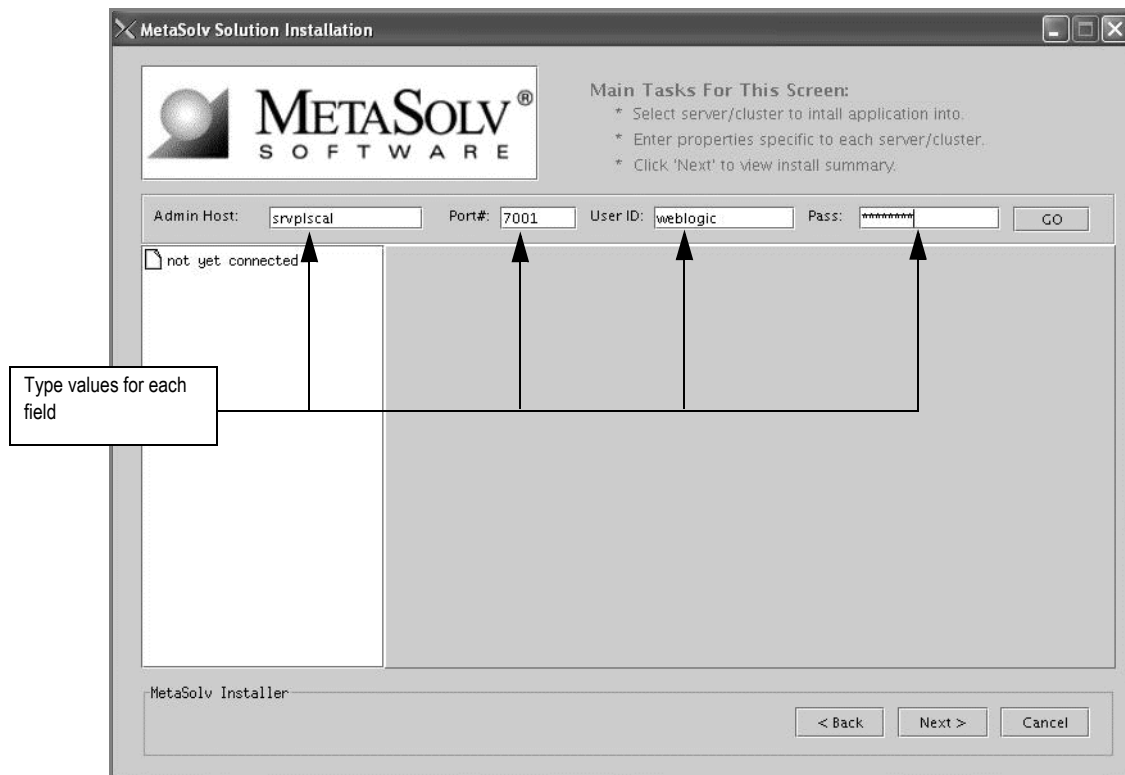 MetaSolv Solution Installation
METASOLV®
SOFTWARE
Main Tasks For This Screen:
* Select server/cluster to intall application into.
* Enter properties specific to each server/cluster.
* Click 'Next' to view install summary.
Admin Host: srvplscal Port#: 7001 User ID: weblogic Pass: ******** GO
not yet connected
Type values for each
field
MetaSolv Installer
< Back Next > Cancel